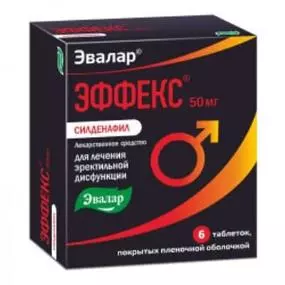 Эвалар®
ЭФФЕКС®
50 мг
СИЛДЕНАФИЛ
Лекарственное средство
для лечения
эректильной
дисфункции
Эвалар
6 таблеток,
покрытых пленочной оболочкой